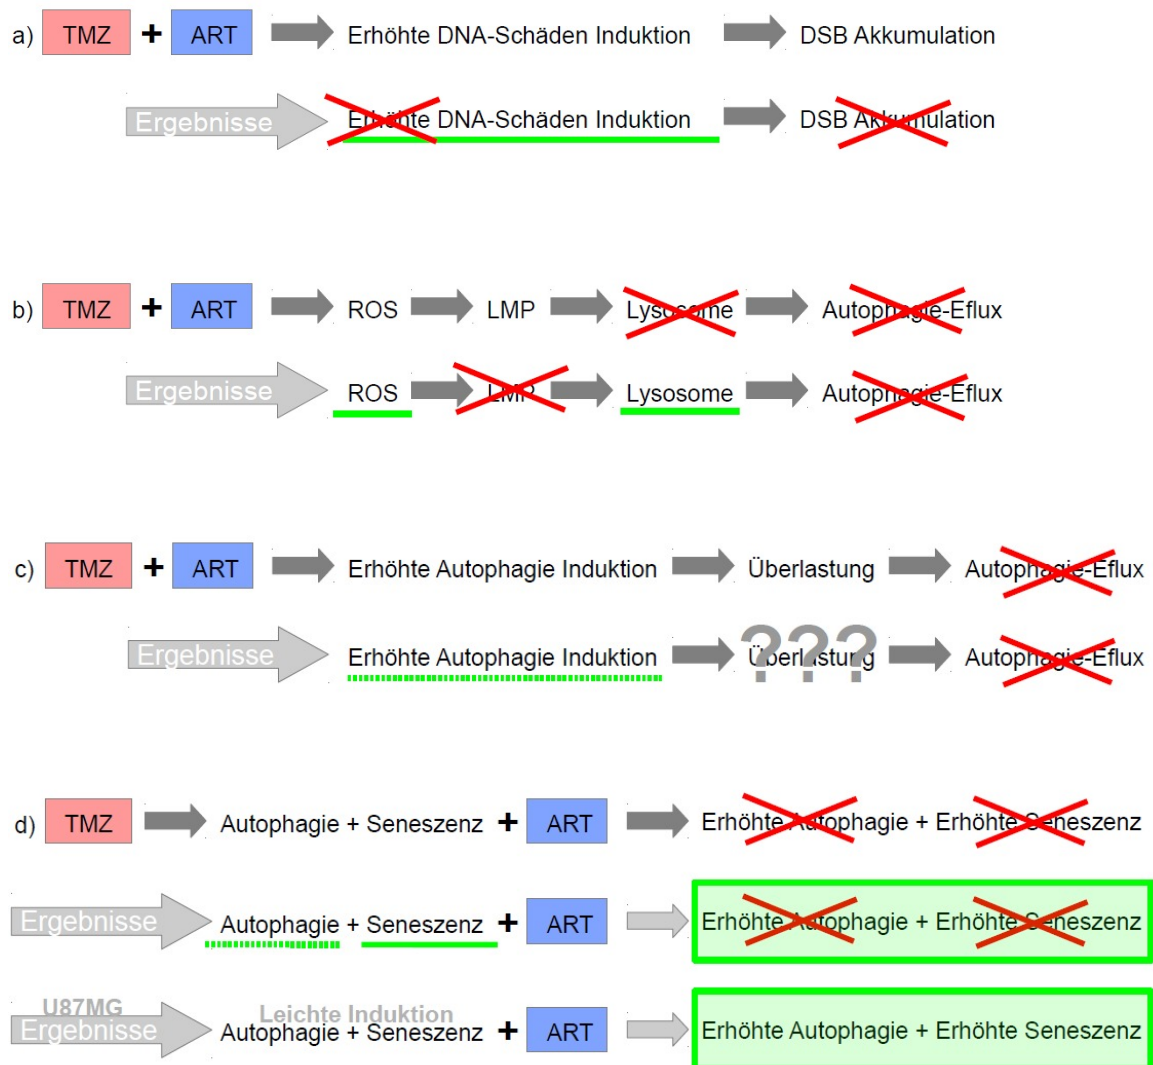 a) TMZ + ART Erhöhte DNA-Schäden Induktion DSB Akkumulation
Ergebnisse Erhöhte DNA-Schäden Induktion DSB Akkumulation
b) TMZ + ART ROS LMP Lysosome Autophagie-Eflux
Ergebnisse ROS LMP Lysosome Autophagie-Eflux
c) TMZ + ART Erhöhte Autophagie Induktion Überlastung Autophagie-Eflux
???
Ergebnisse Erhöhte Autophagie Induktion Überlastung Autophagie-Eflux
d) TMZ Autophagie + Seneszenz + ART Erhöhte Autophagie + Erhöhte Seneszenz
Ergebnisse Autophagie + Seneszenz + ART Erhöhte Autophagie + Erhöhte Seneszenz
U87MG Leichte Induktion
Ergebnisse Autophagie + Seneszenz + ART Erhöhte Autophagie + Erhöhte Seneszenz